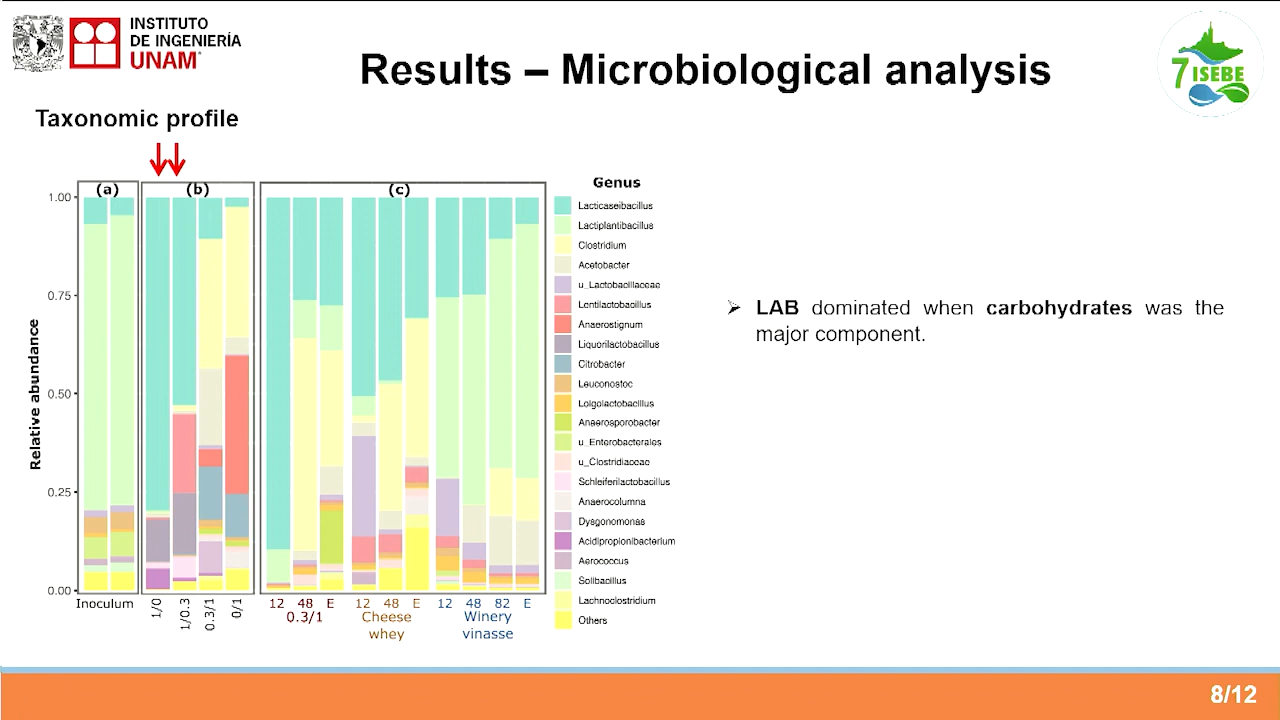 INSTITUTO
DE INGENIERÍA
UNAM
Results – Microbiological analysis
7 ISEBE
Taxonomic profile
(a)
(b)
(c)
Relative abundance
1.00
0.75
0.50
0.25
0.00
Inoculum
1/0
1/0.3
0.3/1
0/1
12 48 E
0.3/1
12 48 E
Cheese
whey
12 48 82 E
Winery
vinasse
Genus
Lacticaseibacillus
Lactiplantibacillus
Clostridium
Acetobacter
u_Lactobacillaceae
Lentilactobacillus
Anaerostignum
Liquorilactobacillus
Citrobacter
Leuconostoc
Loigolactobacillus
Anaerosporobacter
u_Enterobacterales
u_Clostridiaceae
Schleiferilactobacillus
Anaerocolumna
Dysgonomonas
Acidipropionibacterium
Aerococcus
Solibacillus
Lachnoclostridium
Others
➢ LAB dominated when carbohydrates was the
major component.
8/12